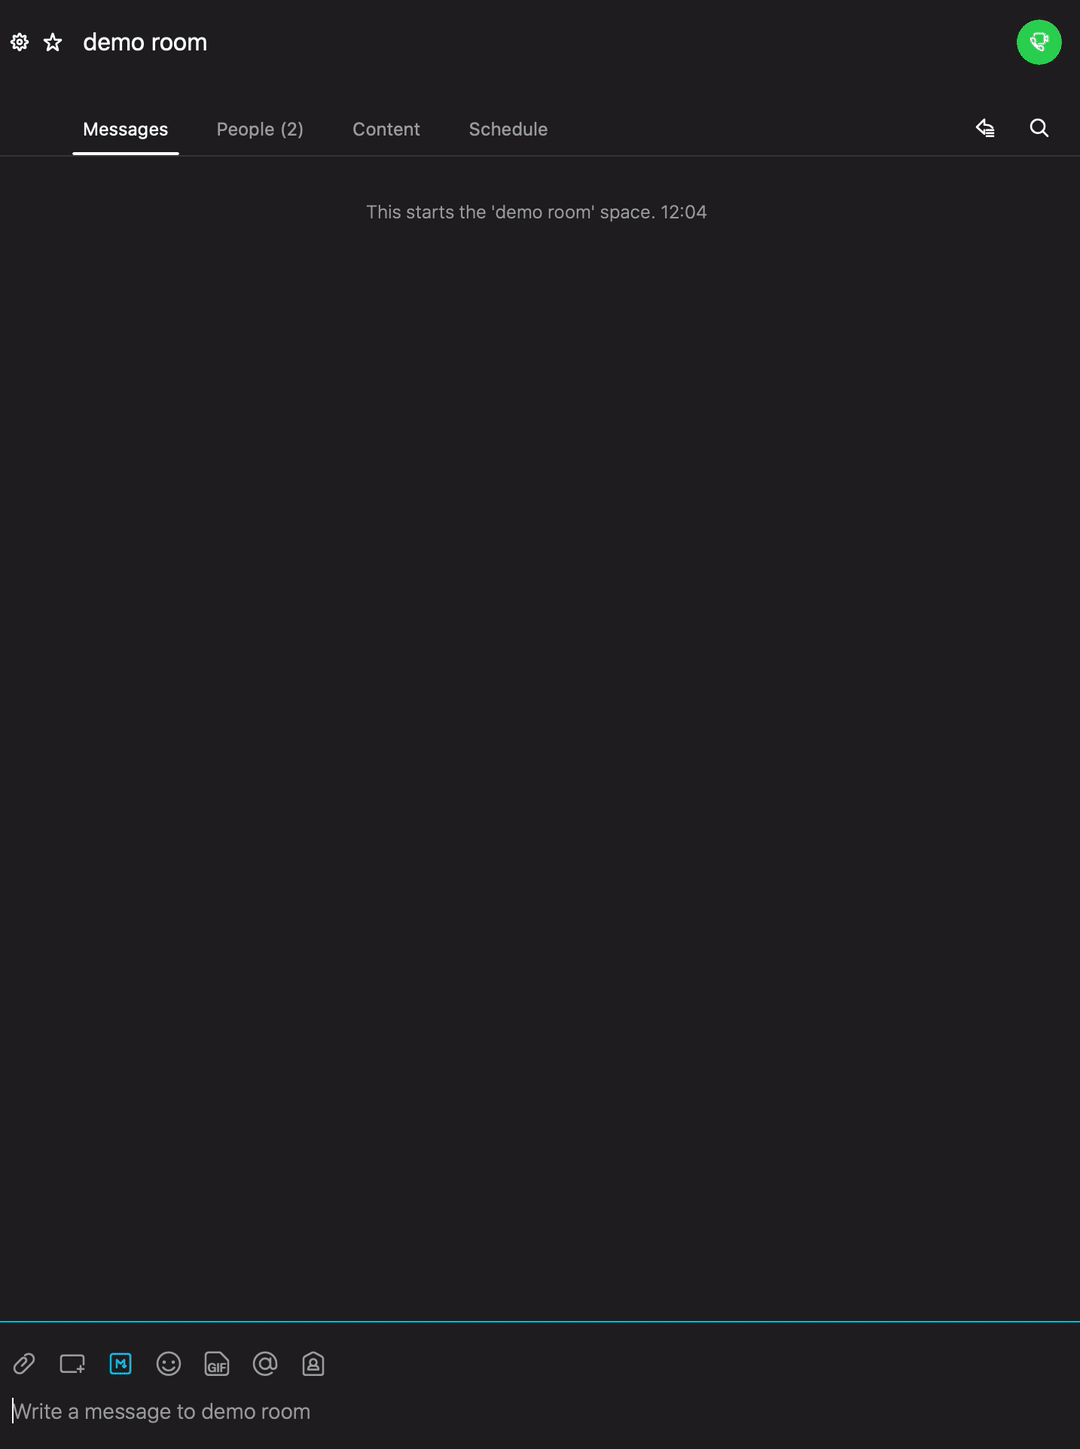 demo room
Messages People (2) Content Schedule
This starts the 'demo room' space. 12:04
M
GIF
@
Write a message to demo room